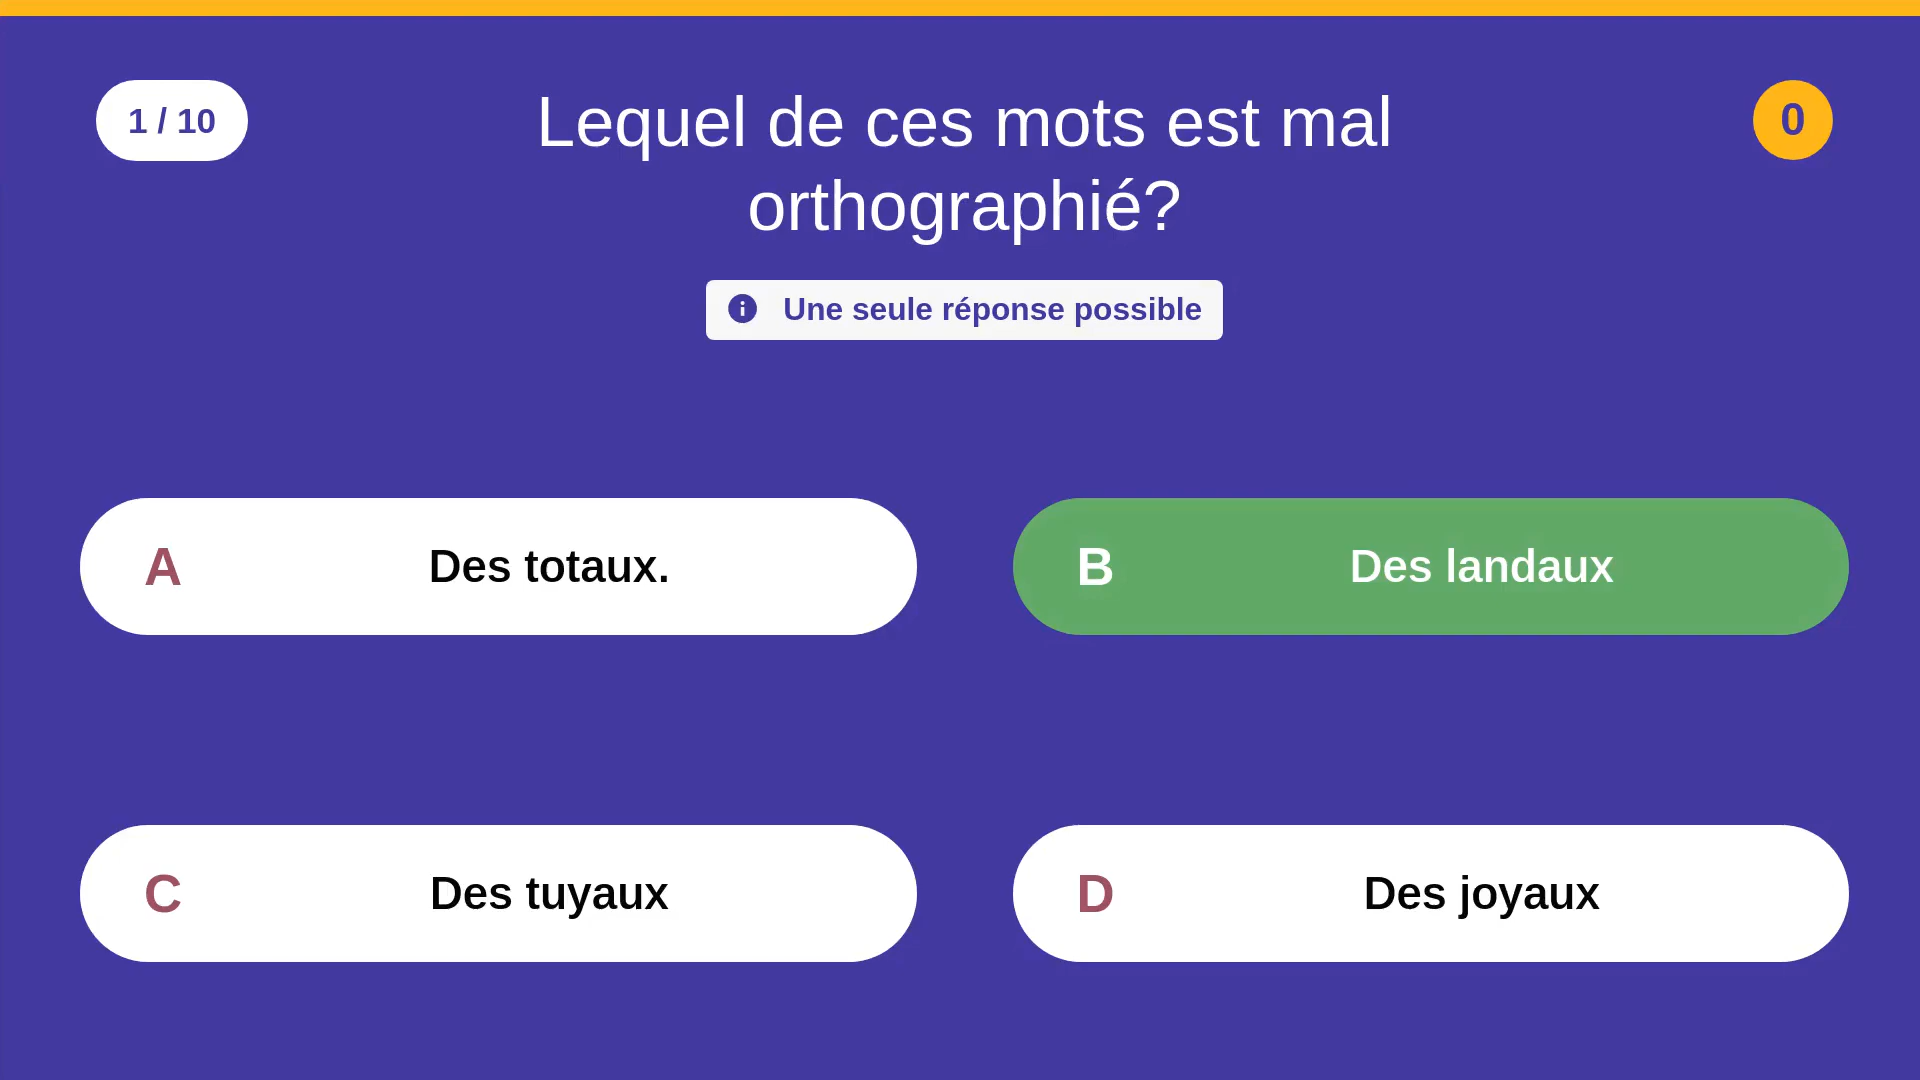 1 / 10
Lequel de ces mots est mal
orthographié?
0
Une seule réponse possible
A
Des totaux.
B
Des landaux
C
Des tuyaux
D
Des joyaux